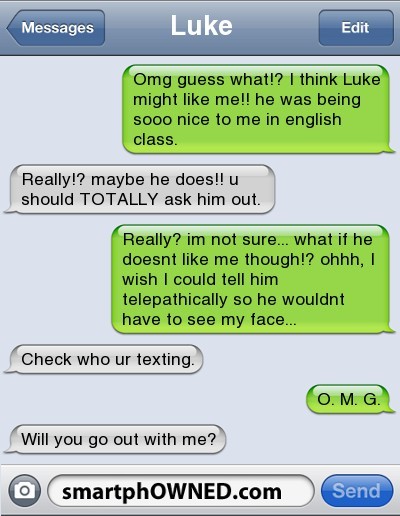 Messages
Luke
Edit
Omg guess what!? I think Luke
might like me!! he was being
sooo nice to me in english
class.
Really!? maybe he does!! u
should TOTALLY ask him out.
Really? im not sure... what if he
doesnt like me though!? ohhh, I
wish I could tell him
telepathically so he wouldnt
have to see my face...
Check who ur texting.
O. M. G.
Will you go out with me?
smartphOWNED.com
Send